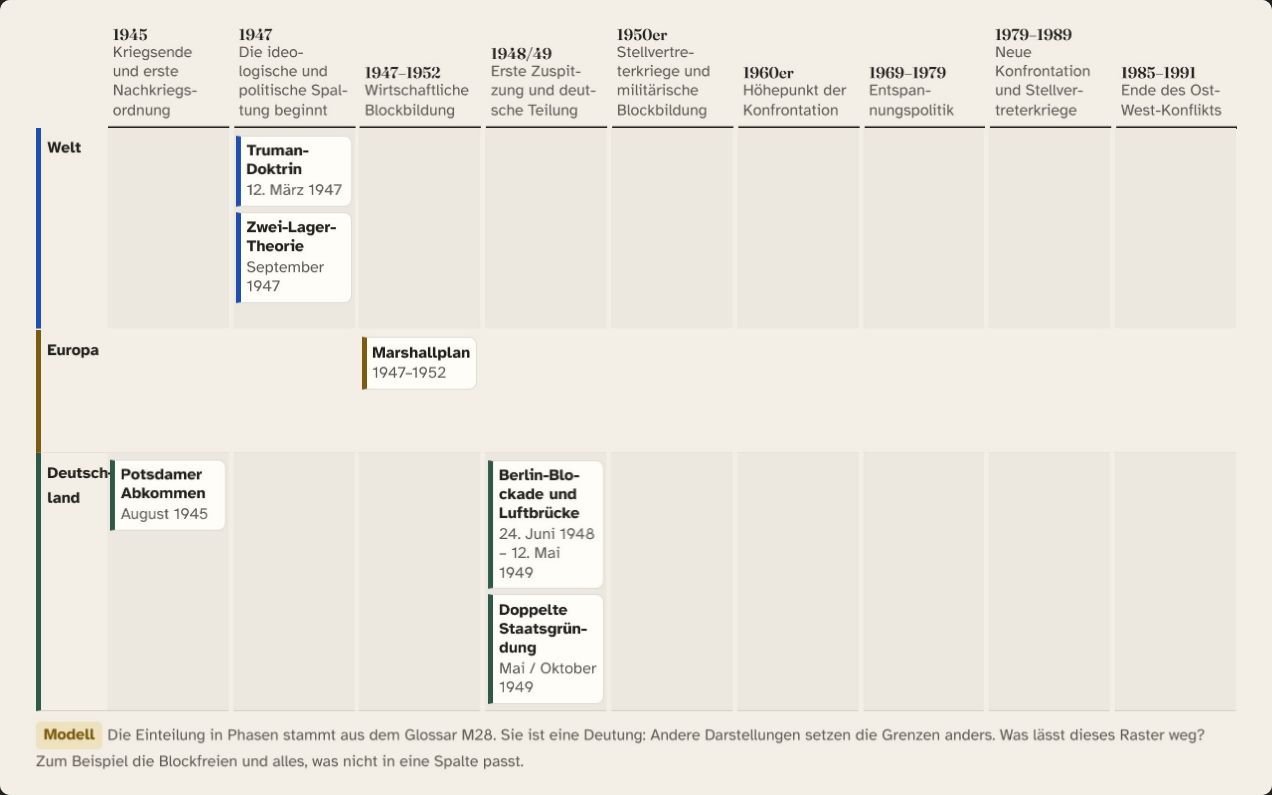 1945
Kriegsende
und erste
Nachkriegs-
ordnung
1947
Die ideo-
logische und
politische Spal-
tung beginnt
1947–1952
Wirtschaftliche
Blockbildung
1948/49
Erste Zuspit-
zung und deut-
sche Teilung
1950er
Stellvertre-
terkriege und
militärische
Blockbildung
1960er
Höhepunkt der
Konfrontation
1969–1979
Entspan-
nungspolitik
1979–1989
Neue
Konfrontation
und Stellver-
treterkriege
1985–1991
Ende des Ost-
West-Konflikts
Welt
Truman-
Doktrin
12. März 1947
Zwei-Lager-
Theorie
September
1947
Europa
Marshallplan
1947–1952
Deutsch-
land
Potsdamer
Abkommen
August 1945
Berlin-Blo-
ckade und
Luftbrücke
24. Juni 1948
– 12. Mai
1949
Doppelte
Staatsgrün-
dung
Mai / Oktober
1949
Modell Die Einteilung in Phasen stammt aus dem Glossar M28. Sie ist eine Deutung: Andere Darstellungen setzen die Grenzen anders. Was lässt dieses Raster weg?
Zum Beispiel die Blockfreien und alles, was nicht in eine Spalte passt.